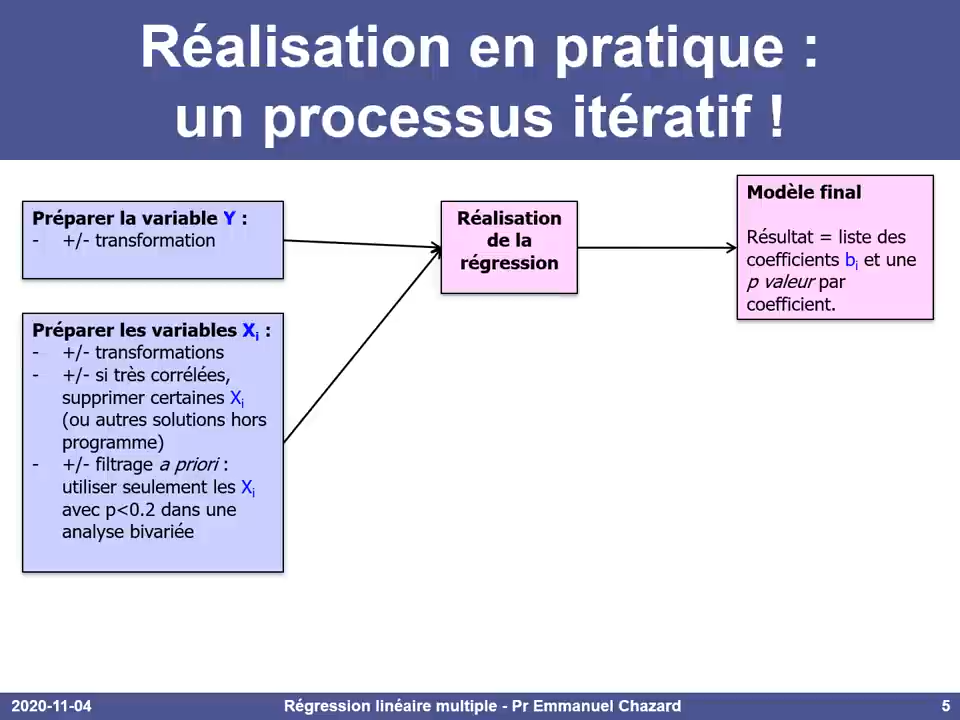 Réalisation en pratique :
un processus itératif !
Préparer la variable Y :
- +/- transformation
Préparer les variables Xi :
- +/- transformations
- +/- si très corrélées,
supprimer certaines Xi
(ou autres solutions hors
programme)
- +/- filtrage a priori :
utiliser seulement les Xi
avec p<0.2 dans une
analyse bivariée
Réalisation
de la
régression
Modèle final
Résultat = liste des
coefficients bi et une
p valeur par
coefficient.
2020-11-04
Régression linéaire multiple - Pr Emmanuel Chazard
5